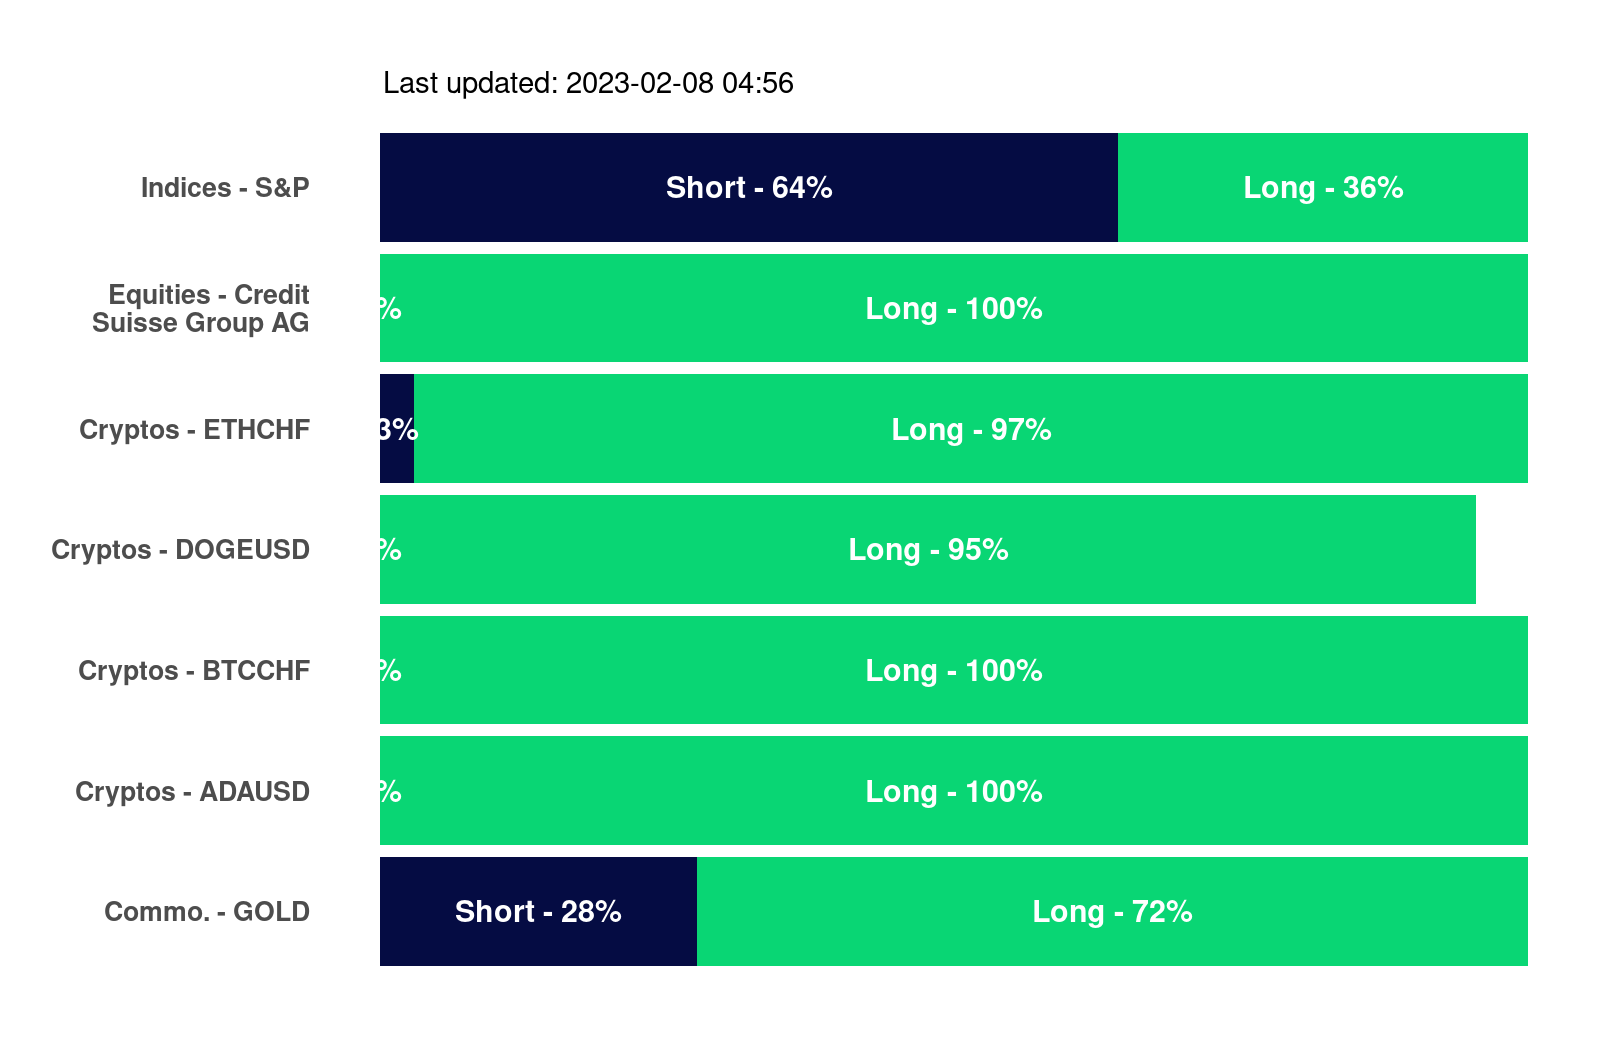 Last updated: 2023-02-08 04:56
Indices - S&P
Short - 64%
Long - 36%
Equities - Credit
Suisse Group AG
%
Long - 100%
Cryptos - ETHCHF
3%
Long - 97%
Cryptos - DOGEUSD
%
Long - 95%
Cryptos - BTCCHF
%
Long - 100%
Cryptos - ADAUSD
%
Long - 100%
Commo. - GOLD
Short - 28%
Long - 72%